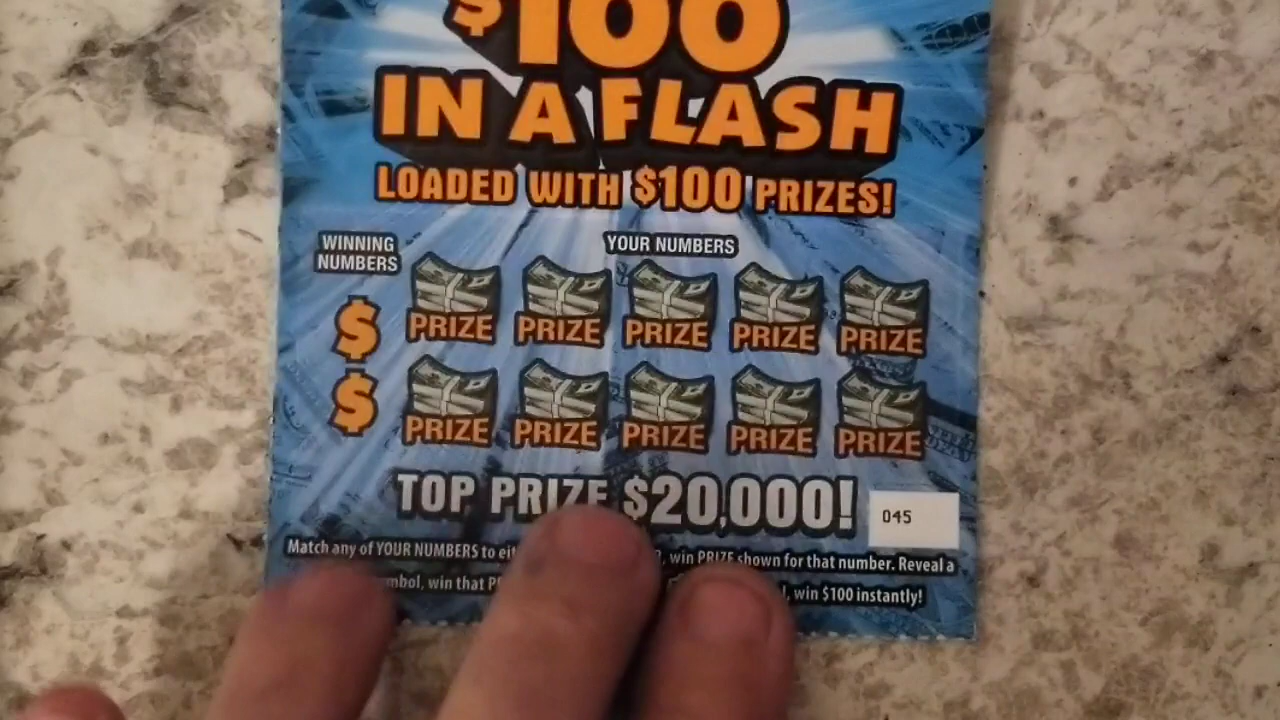 $100
IN A FLASH
LOADED WITH $100 PRIZES!
WINNING
NUMBERS
YOUR NUMBERS
$
$
PRIZE PRIZE PRIZE PRIZE PRIZE
PRIZE PRIZE PRIZE PRIZE PRIZE
TOP PRIZE $20,000!
045
Match any of YOUR NUMBERS to win PRIZE shown for that number. Reveal a
win that win $100 instantly!